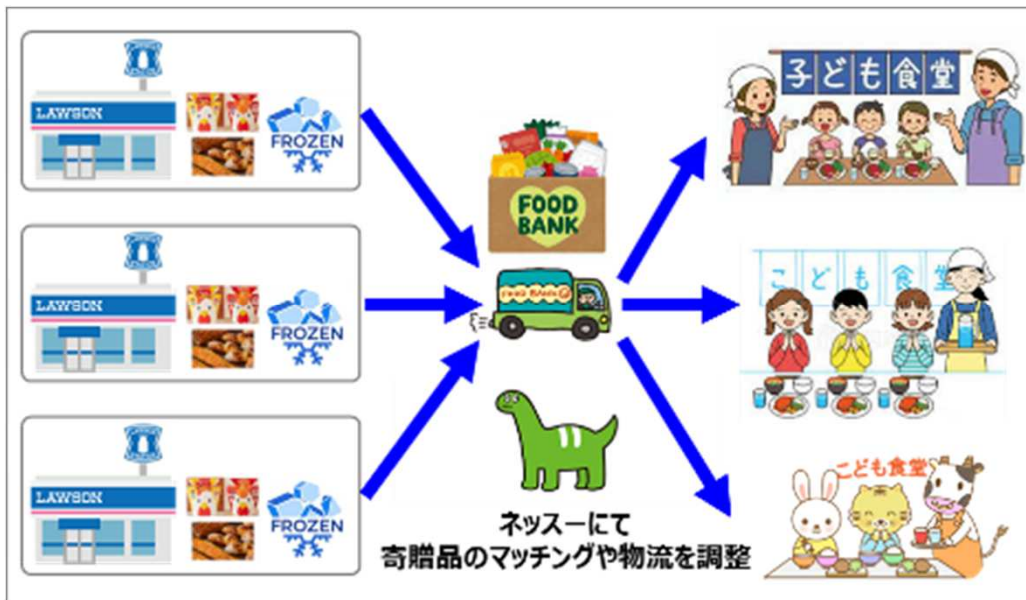 LAWSON
FROZEN
LAWSON
FROZEN
LAWSON
FROZEN
FOOD
BANK
FOOD BANK
ネッスーにて
寄贈品のマッチングや物流を調整
子ども食堂
こども食堂
こども食堂